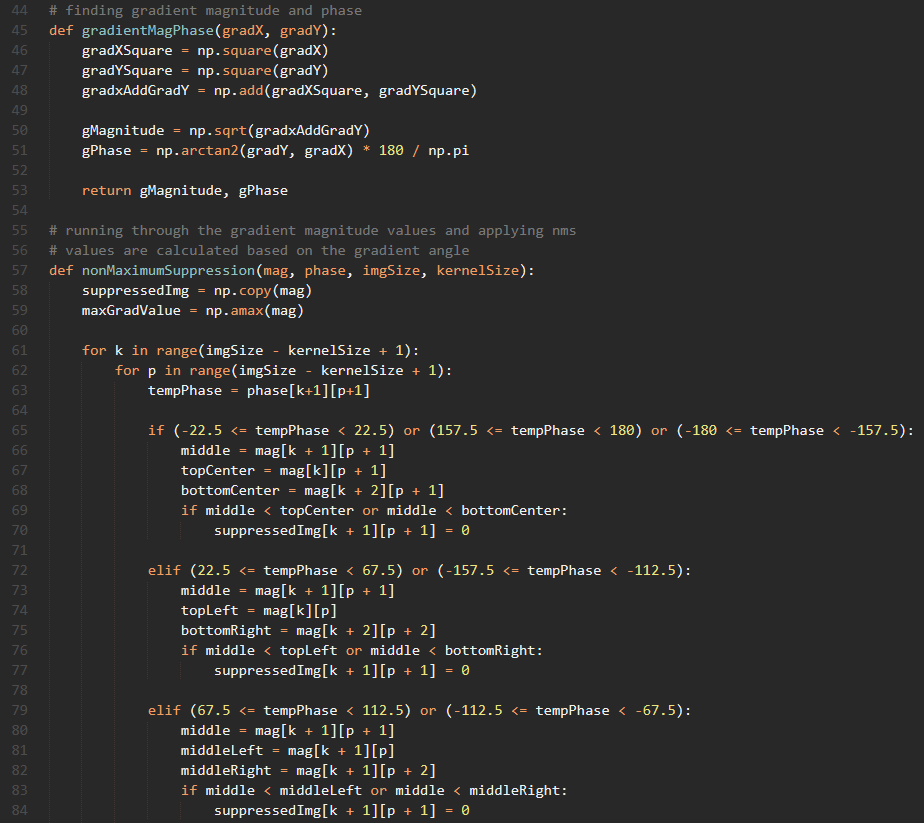 44 # finding gradient magnitude and phase
45 def gradientMagPhase(gradX, gradY):
46     gradXSquare = np.square(gradX)
47     gradYSquare = np.square(gradY)
48     gradxAddGradY = np.add(gradXSquare, gradYSquare)
49
50     gMagnitude = np.sqrt(gradxAddGradY)
51     gPhase = np.arctan2(gradY, gradX) * 180 / np.pi
52
53     return gMagnitude, gPhase
54
55 # running through the gradient magnitude values and applying nms
56 # values are calculated based on the gradient angle
57 def nonMaximumSuppression(mag, phase, imgSize, kernelSize):
58     suppressedImg = np.copy(mag)
59     maxGradValue = np.amax(mag)
60
61     for k in range(imgSize - kernelSize + 1):
62         for p in range(imgSize - kernelSize + 1):
63             tempPhase = phase[k+1][p+1]
64
65             if (-22.5 <= tempPhase < 22.5) or (157.5 <= tempPhase < 180) or (-180 <= tempPhase < -157.5):
66                 middle = mag[k + 1][p + 1]
67                 topCenter = mag[k][p + 1]
68                 bottomCenter = mag[k + 2][p + 1]
69                 if middle < topCenter or middle < bottomCenter:
70                     suppressedImg[k + 1][p + 1] = 0
71
72             elif (22.5 <= tempPhase < 67.5) or (-157.5 <= tempPhase < -112.5):
73                 middle = mag[k + 1][p + 1]
74                 topLeft = mag[k][p]
75                 bottomRight = mag[k + 2][p + 2]
76                 if middle < topLeft or middle < bottomRight:
77                     suppressedImg[k + 1][p + 1] = 0
78
79             elif (67.5 <= tempPhase < 112.5) or (-112.5 <= tempPhase < -67.5):
80                 middle = mag[k + 1][p + 1]
81                 middleLeft = mag[k + 1][p]
82                 middleRight = mag[k + 1][p + 2]
83                 if middle < middleLeft or middle < middleRight:
84                     suppressedImg[k + 1][p + 1] = 0